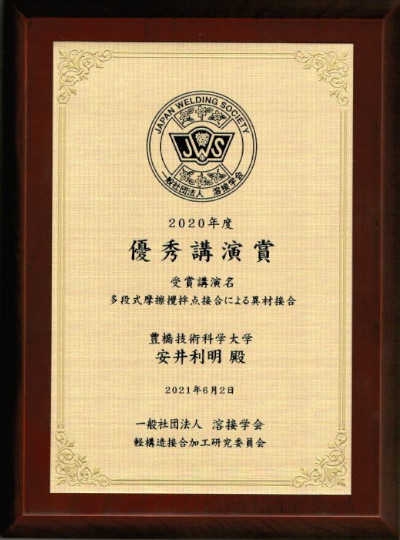 JAPAN WELDING SOCIETY
JWS
一般社団法人 溶接学会
2020年度
優秀講演賞
受賞講演名
多段式摩擦攪拌点接合による異材接合
豊橋技術科学大学
安井利明 殿
2021年6月2日
一般社団法人 溶接学会
軽構造接合加工研究委員会